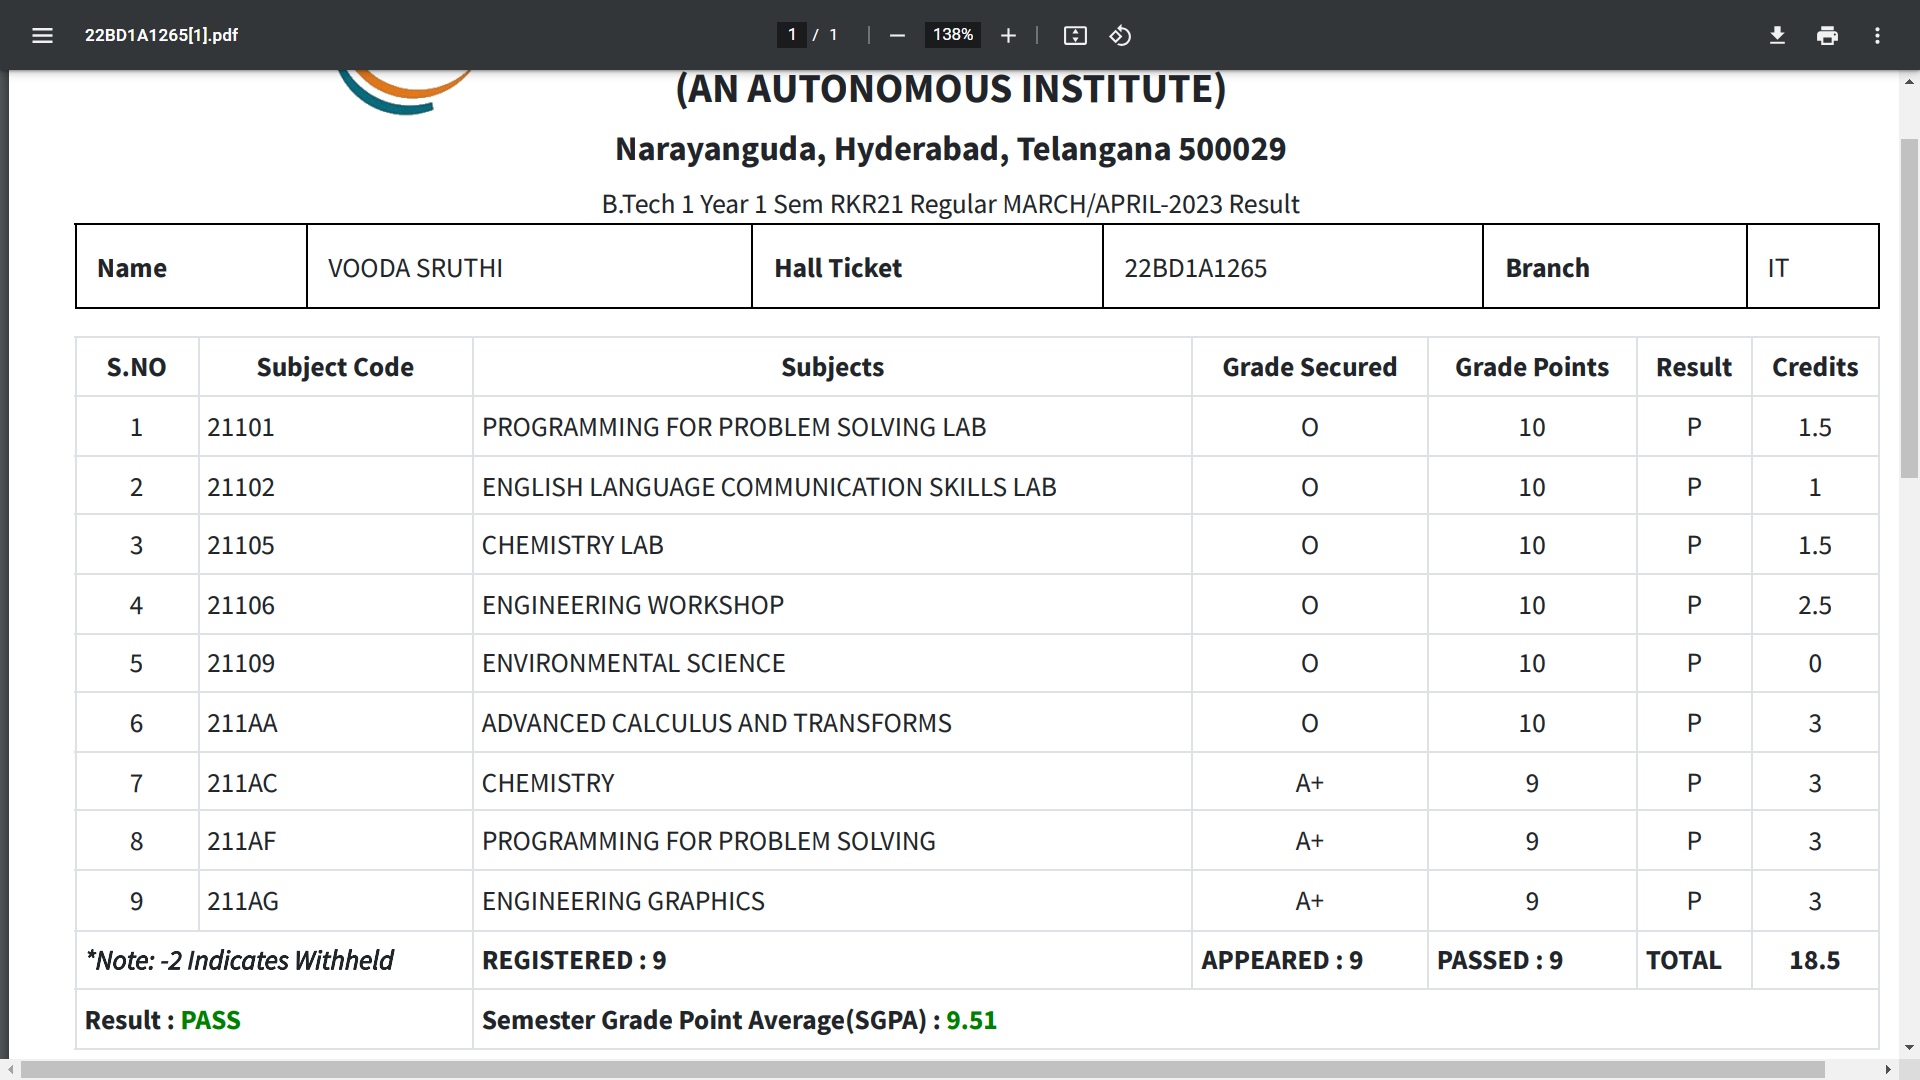 22BD1A1265[1].pdf
1 / 1
138%
(AN AUTONOMOUS INSTITUTE)
Narayanguda, Hyderabad, Telangana 500029
B.Tech 1 Year 1 Sem RKR21 Regular MARCH/APRIL-2023 Result
Name VOODA SRUTHI Hall Ticket 22BD1A1265 Branch IT
S.NO Subject Code Subjects Grade Secured Grade Points Result Credits
1 21101 PROGRAMMING FOR PROBLEM SOLVING LAB O 10 P 1.5
2 21102 ENGLISH LANGUAGE COMMUNICATION SKILLS LAB O 10 P 1
3 21105 CHEMISTRY LAB O 10 P 1.5
4 21106 ENGINEERING WORKSHOP O 10 P 2.5
5 21109 ENVIRONMENTAL SCIENCE O 10 P 0
6 211AA ADVANCED CALCULUS AND TRANSFORMS O 10 P 3
7 211AC CHEMISTRY A+ 9 P 3
8 211AF PROGRAMMING FOR PROBLEM SOLVING A+ 9 P 3
9 211AG ENGINEERING GRAPHICS A+ 9 P 3
*Note: -2 Indicates Withheld REGISTERED : 9 APPEARED : 9 PASSED : 9 TOTAL 18.5
Result : PASS Semester Grade Point Average(SGPA) : 9.51